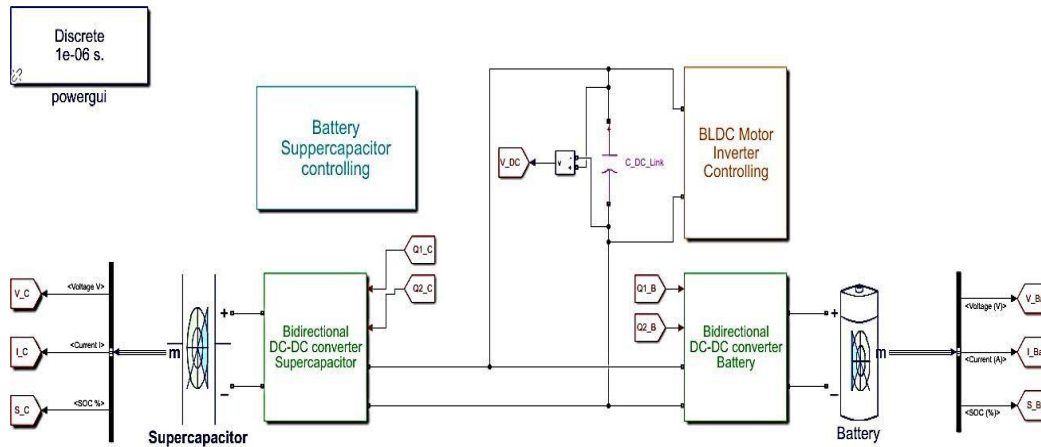 Discrete
1e-06 s.
powergui
Battery
Suppercapacitor
controlling
V_DC
v
-
+
+
C_DC_Link
BLDC Motor
Inverter
Controlling
Q1_C
Q2_C
V_C
<Voltage V>
I_C
<Current I>
S_C
<SOC %>
m
+
–
Supercapacitor
Bidirectional
DC-DC converter
Supercapacitor
Q1_B
Q2_B
Bidirectional
DC-DC converter
Battery
+
–
m
Battery
<Voltage (V)>
V_Ba
<Current (A)>
I_Ba
<SOC (%)>
S_B